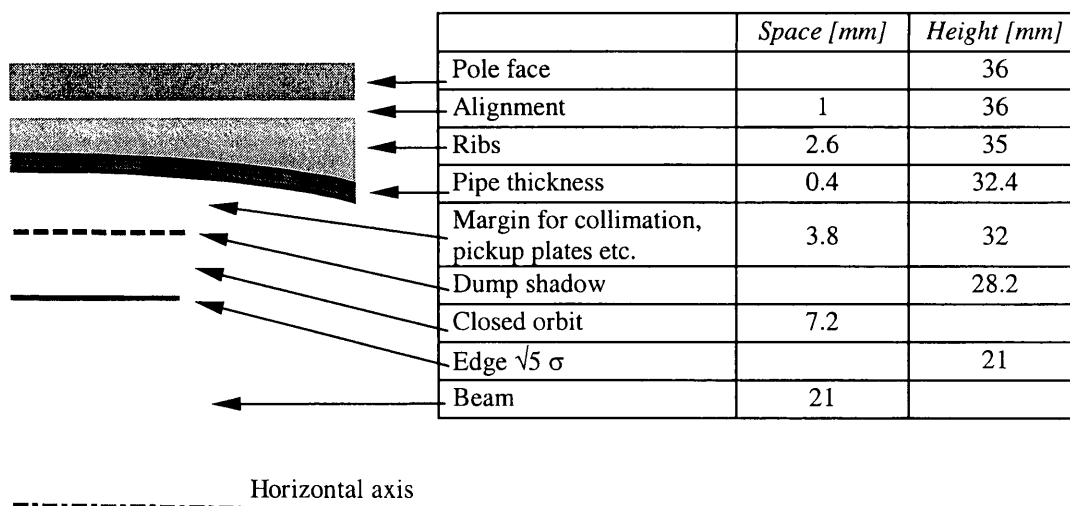 Space [mm] Height [mm]
Pole face 36
Alignment 1 36
Ribs 2.6 35
Pipe thickness 0.4 32.4
Margin for collimation,
pickup plates etc. 3.8 32
Dump shadow 28.2
Closed orbit 7.2
Edge √5 σ 21
Beam 21
Horizontal axis